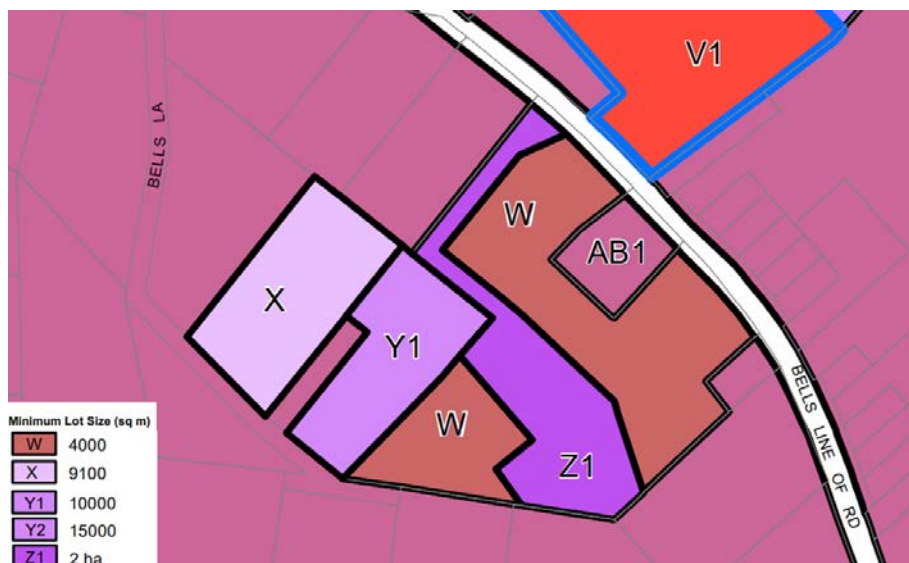 V1
BELLS LA
W
AB1
X
Y1
W
Z1
BELLS LINE OF RD
Minimum Lot Size (sq m)
W 4000
X 9100
Y1 10000
Y2 15000
Z1 2 ha